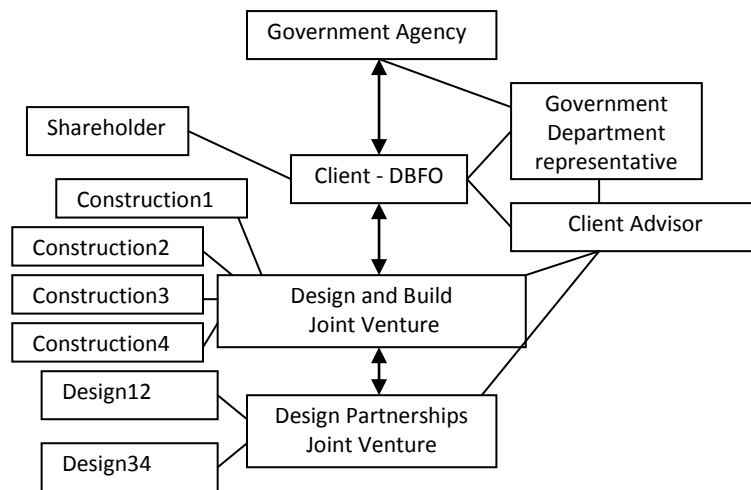 Government Agency
Government
Department
representative
Shareholder
Client - DBFO
Construction1
Client Advisor
Construction2
Construction3
Design and Build
Joint Venture
Construction4
Design12
Design Partnerships
Joint Venture
Design34